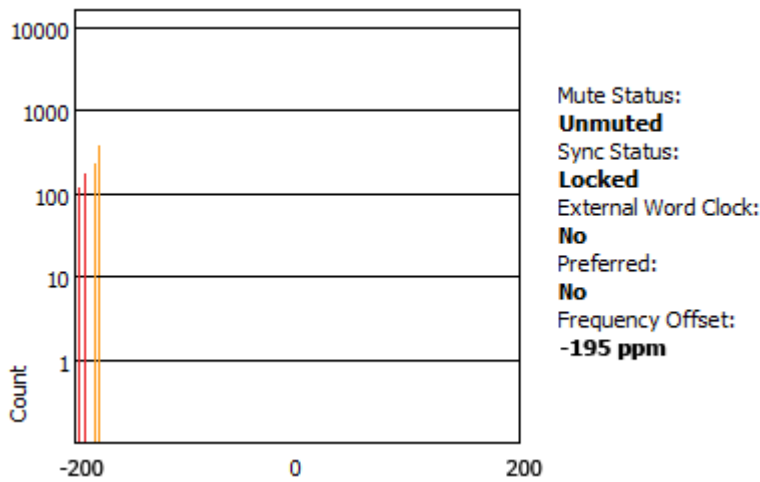 10000
1000
100
10
1
Count
-200 0 200
Mute Status:
Unmuted
Sync Status:
Locked
External Word Clock:
No
Preferred:
No
Frequency Offset:
-195 ppm